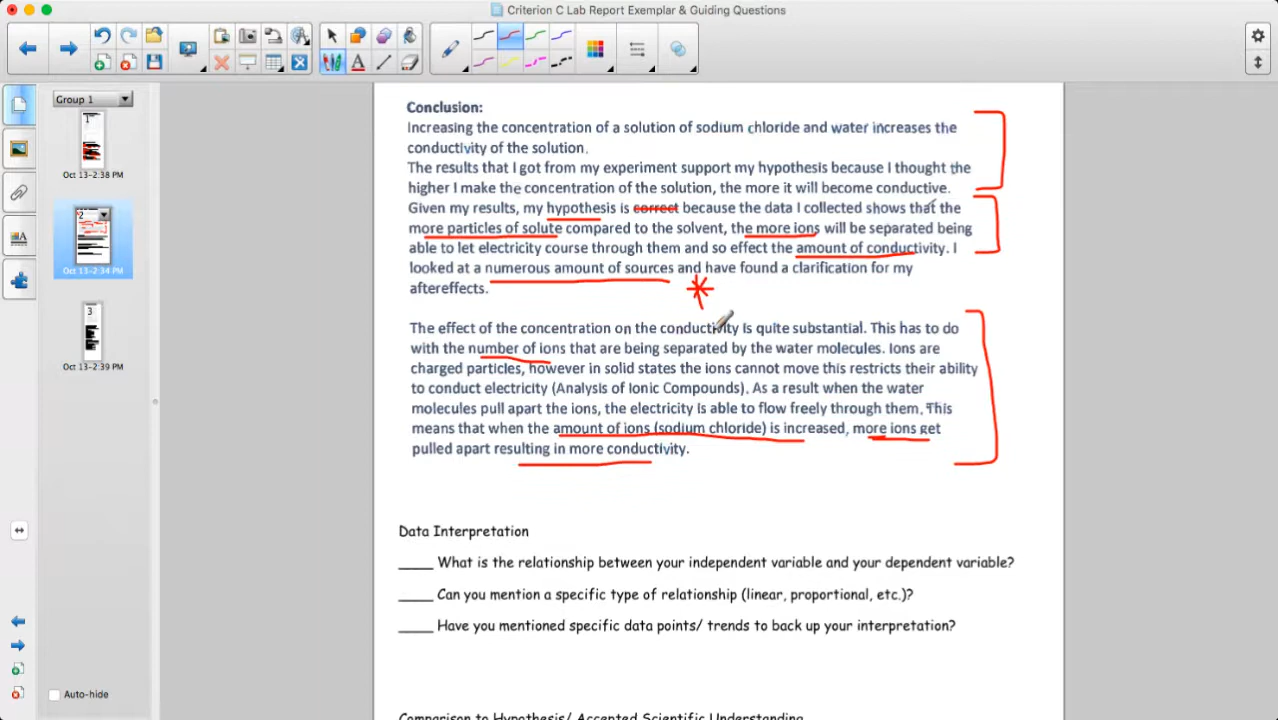 Criterion C Lab Report Exemplar & Guiding Questions
Group 1
1
Oct 13-2:38 PM
2
Oct 13-2:34 PM
3
Oct 13-2:39 PM
Auto-hide
Conclusion:
Increasing the concentration of a solution of sodium chloride and water increases the
conductivity of the solution.
The results that I got from my experiment support my hypothesis because I thought the
higher I make the concentration of the solution, the more it will become conductive.
Given my results, my hypothesis is correct because the data I collected shows that the
more particles of solute compared to the solvent, the more ions will be separated being
able to let electricity course through them and so effect the amount of conductivity. I
looked at a numerous amount of sources and have found a clarification for my
aftereffects.
The effect of the concentration on the conductivity is quite substantial. This has to do
with the number of ions that are being separated by the water molecules. Ions are
charged particles, however in solid states the ions cannot move this restricts their ability
to conduct electricity (Analysis of Ionic Compounds). As a result when the water
molecules pull apart the ions, the electricity is able to flow freely through them. This
means that when the amount of ions (sodium chloride) is increased, more ions get
pulled apart resulting in more conductivity.
Data Interpretation
____ What is the relationship between your independent variable and your dependent variable?
____ Can you mention a specific type of relationship (linear, proportional, etc.)?
____ Have you mentioned specific data points/ trends to back up your interpretation?
Comparison to Hypothesis/ Accepted Scientific Understanding